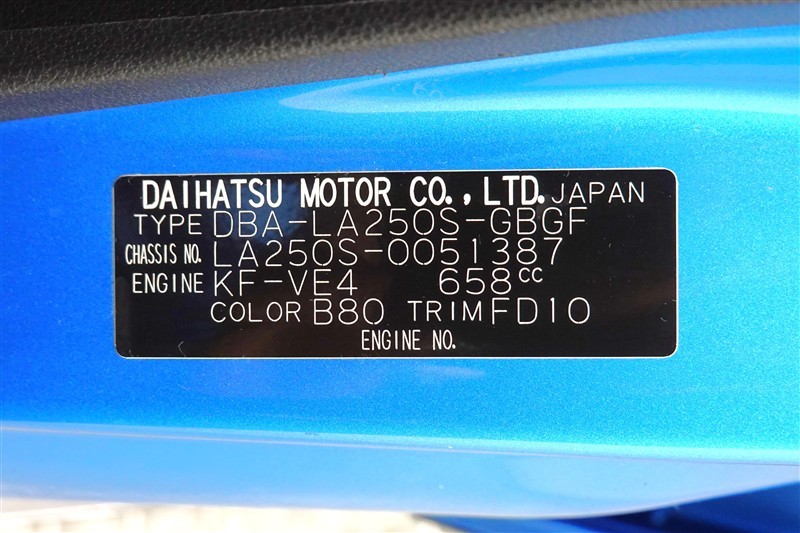 DAIHATSU MOTOR CO., LTD. JAPAN
TYPE DBA-LA250S-GBGF
CHASSIS NO. LA250S-0051387
ENGINE KF-VE4 658cc
COLOR B80 TRIM FD10
ENGINE NO.